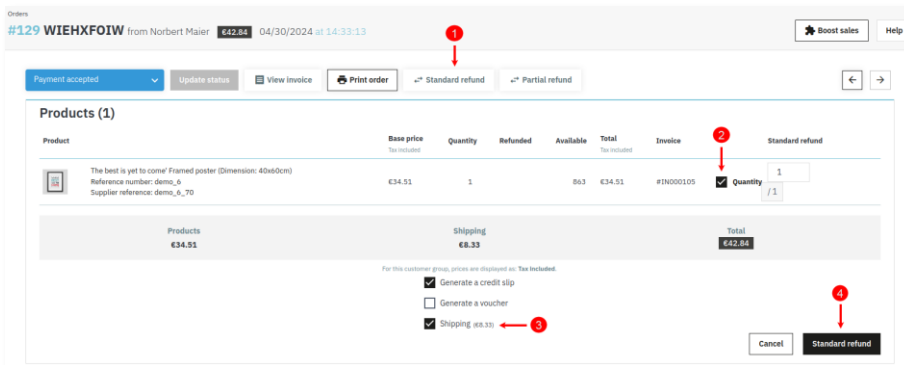 Orders
#129 WIEHXFOIW from Norbert Maier €42.84 04/30/2024 at 14:33:13
Boost sales
Help
1
Payment accepted
Update status
View invoice
Print order
Standard refund
Partial refund
Products (1)
2
Product
Base price
Tax included
Quantity
Refunded
Available
Total
Tax included
Invoice
Standard refund
The best is yet to come' Framed poster (Dimension: 40x60cm)
Reference number: demo_6
Supplier reference: demo_6_70
€34.51
1
863
€34.51
#IN000105
Quantity
1
/ 1
Products
€34.51
Shipping
€8.33
Total
€42.84
For this customer group, prices are displayed as: Tax included.
Generate a credit slip
Generate a voucher
Shipping (€8.33)
3
4
Cancel
Standard refund